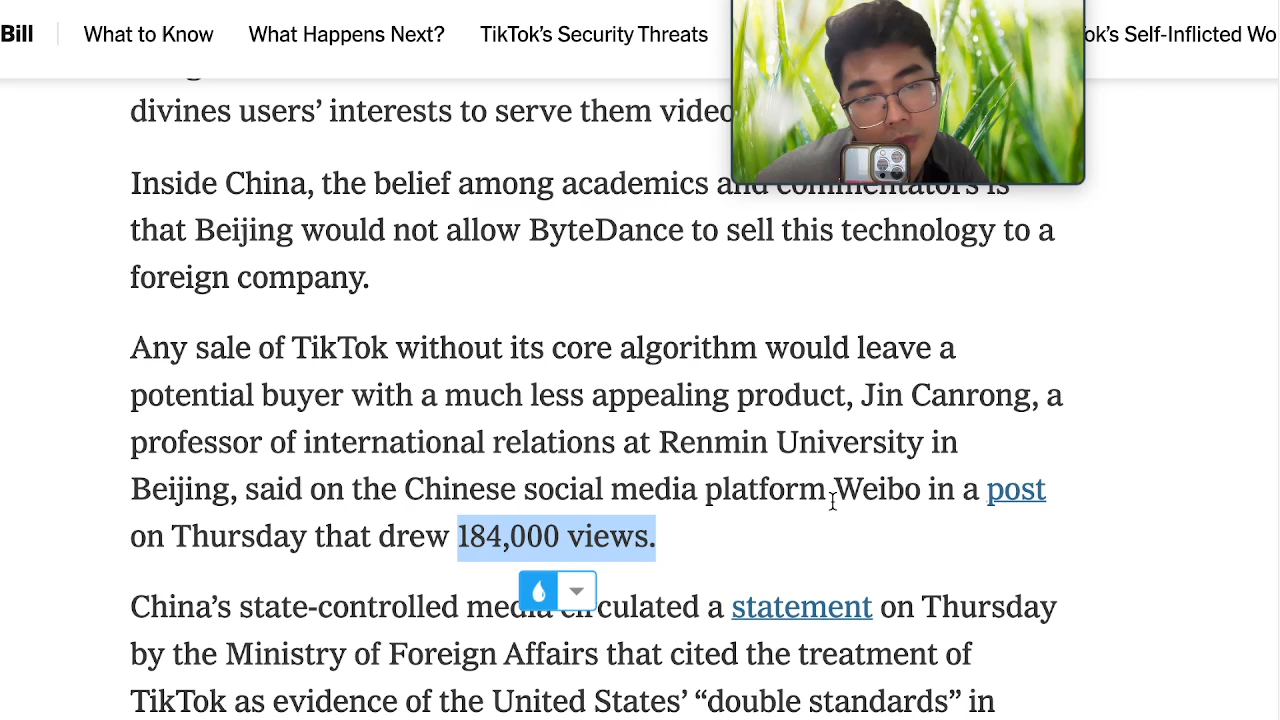 Bill
What to Know
What Happens Next?
TikTok's Security Threats
ok's Self-Inflicted Wo
divines users' interests to serve them video
Inside China, the belief among academics and commentators is
that Beijing would not allow ByteDance to sell this technology to a
foreign company.
Any sale of TikTok without its core algorithm would leave a
potential buyer with a much less appealing product, Jin Canrong, a
professor of international relations at Renmin University in
Beijing, said on the Chinese social media platform Weibo in a post
on Thursday that drew 184,000 views.
China's state-controlled media circulated a statement on Thursday
by the Ministry of Foreign Affairs that cited the treatment of
TikTok as evidence of the United States' “double standards” in